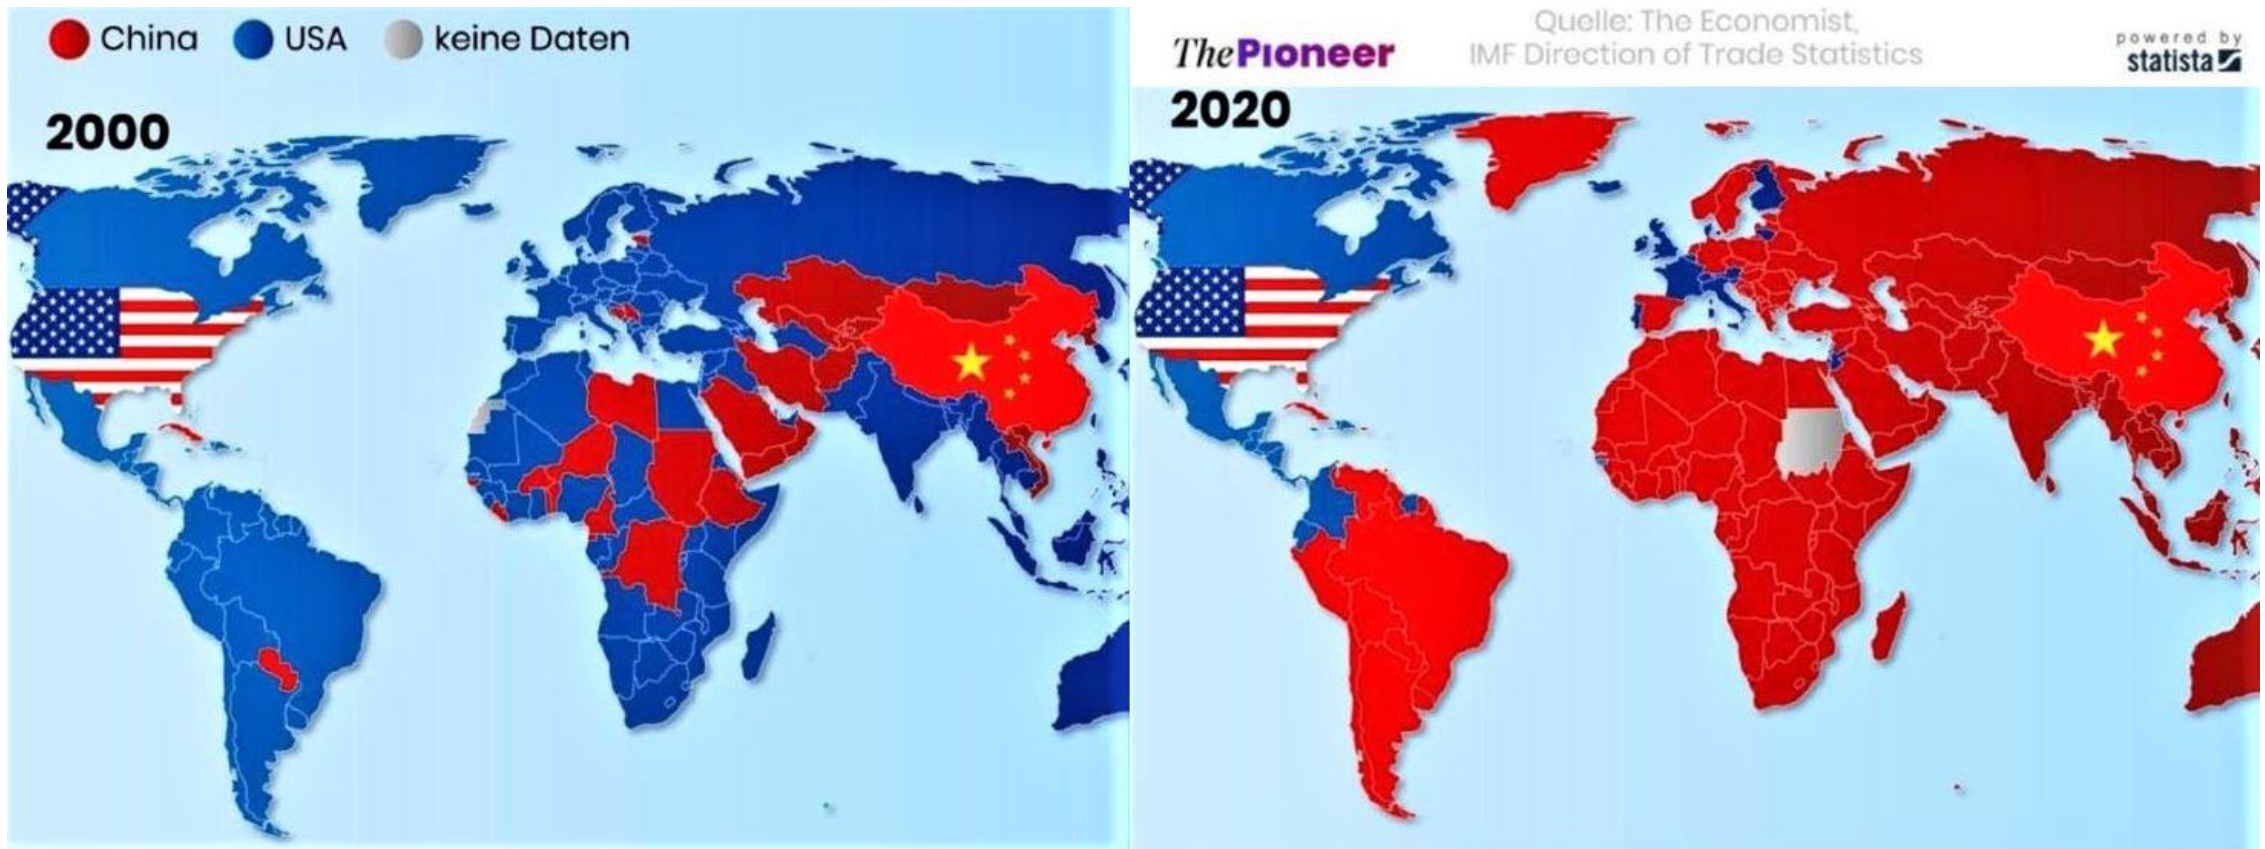 China USA keine Daten
2000
The Pioneer
Quelle: The Economist,
IMF Direction of Trade Statistics
powered by
statista
2020